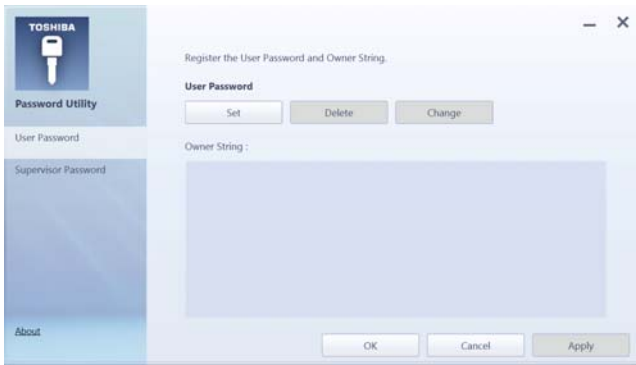 TOSHIBA
Password Utility
User Password
Supervisor Password
About
Register the User Password and Owner String.
User Password
Set Delete Change
Owner String :
OK Cancel Apply